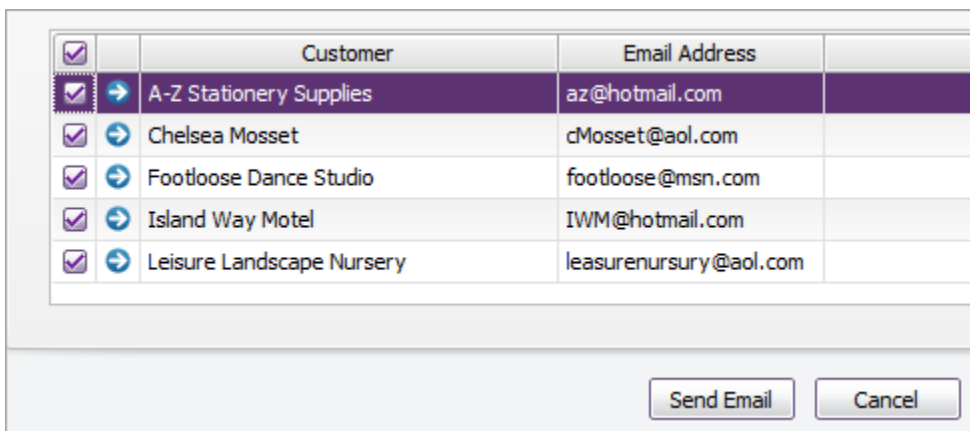 Customer Email Address
A-Z Stationery Supplies az@hotmail.com
Chelsea Mosset cMosset@aol.com
Footloose Dance Studio footloose@msn.com
Island Way Motel IWM@hotmail.com
Leisure Landscape Nursery leasurenursury@aol.com
Send Email Cancel